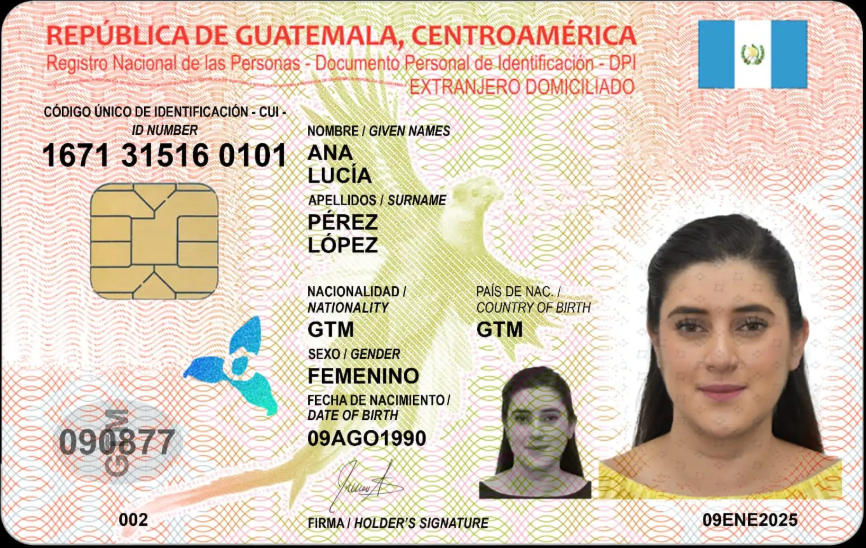 REPÚBLICA DE GUATEMALA, CENTROAMÉRICA
Registro Nacional de las Personas - Documento Personal de Identificación - DPI
EXTRANJERO DOMICILIADO
CÓDIGO ÚNICO DE IDENTIFICACIÓN - CUI -
ID NUMBER
1671 31516 0101
NOMBRE / GIVEN NAMES
ANA
LUCÍA
APELLIDOS / SURNAME
PÉREZ
LÓPEZ
NACIONALIDAD /
NATIONALITY
GTM
PAÍS DE NAC. /
COUNTRY OF BIRTH
GTM
SEXO / GENDER
FEMENINO
FECHA DE NACIMIENTO /
DATE OF BIRTH
09AGO1990
090877
GTM
002
FIRMA / HOLDER'S SIGNATURE
09ENE2025